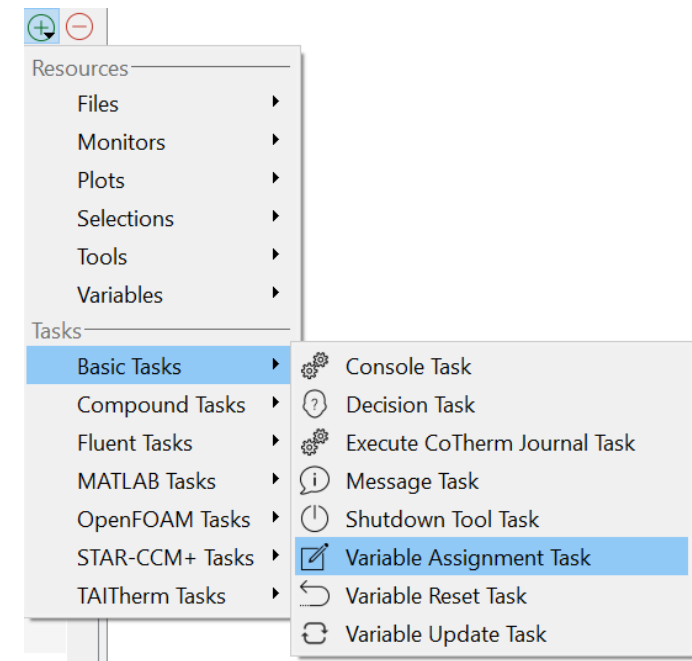 Resources
Files
Monitors
Plots
Selections
Tools
Variables
Tasks
Basic Tasks
Compound Tasks
Fluent Tasks
MATLAB Tasks
OpenFOAM Tasks
STAR-CCM+ Tasks
TAITherm Tasks
Console Task
Decision Task
Execute CoTherm Journal Task
Message Task
Shutdown Tool Task
Variable Assignment Task
Variable Reset Task
Variable Update Task